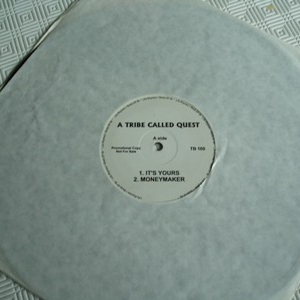 A TRIBE CALLED QUEST
A side
Promotional Copy
Not For Sale
TB 100
1. IT'S YOURS
2. MONEYMAKER